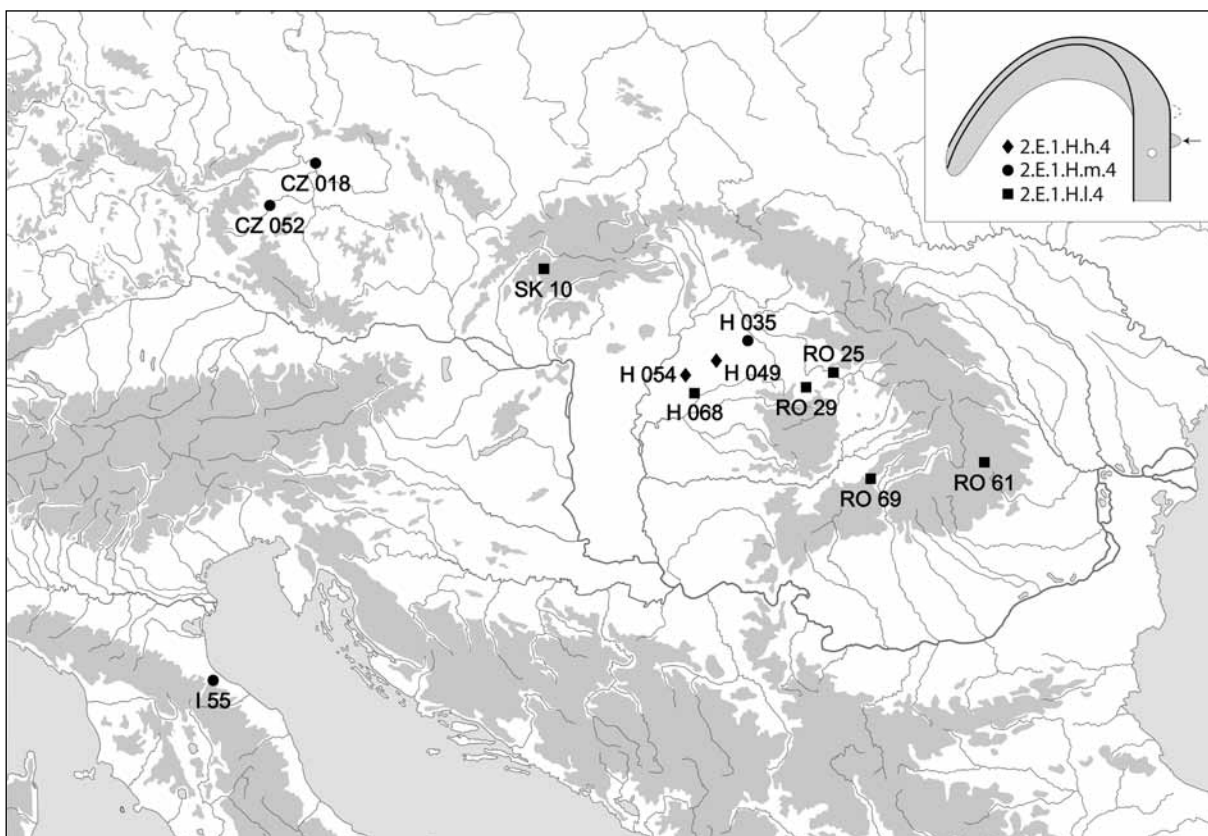 2.E.1.H.h.4
2.E.1.H.m.4
2.E.1.H.l.4
CZ 018
CZ 052
SK 10
H 035
RO 25
H 054
H 049
RO 29
H 068
RO 69
RO 61
I 55